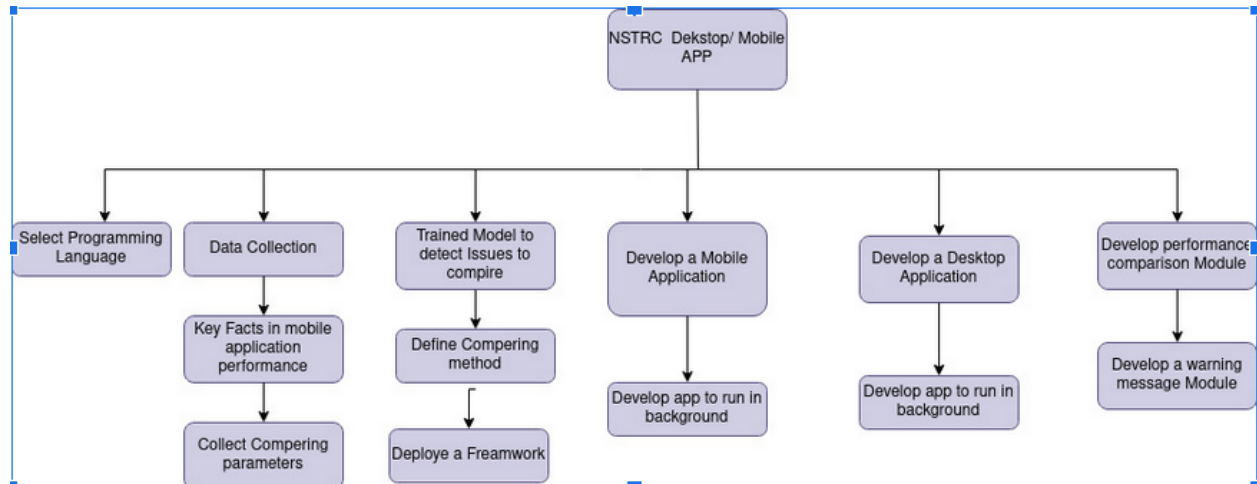 NSTRC Dekstop/ Mobile
APP
Select Programming
Language
Data Collection
Trained Model to
detect Issues to
compire
Develop a Mobile
Application
Develop a Desktop
Application
Develop performance
comparison Module
Key Facts in mobile
application
performance
Define Compering
method
Develop app to run in
background
Develop app to run in
background
Develop a warning
message Module
Collect Compering
parameters
Deploye a Freamwork